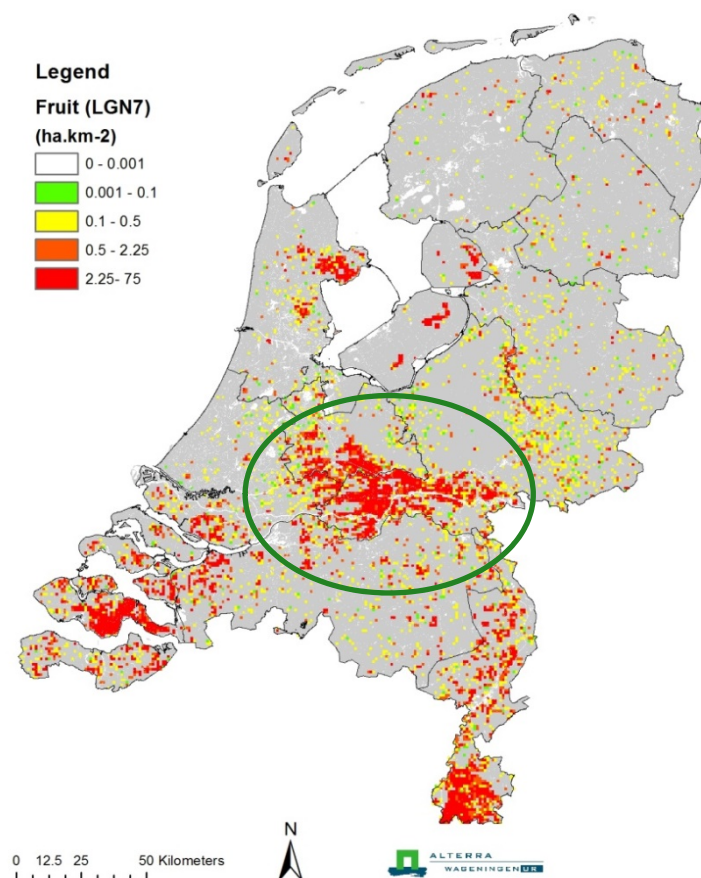 Legend
Fruit (LGN7)
(ha.km-2)
0 - 0.001
0.001 - 0.1
0.1 - 0.5
0.5 - 2.25
2.25- 75
N
0 12.5 25 50 Kilometers
ALTERRA
WAGENINGEN UR